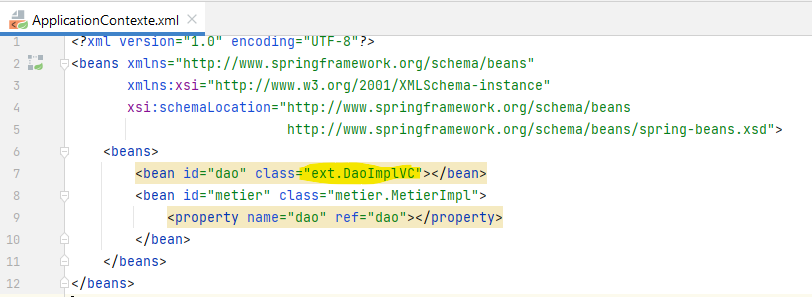 ApplicationContexte.xml
1 <?xml version="1.0" encoding="UTF-8"?>
2 <beans xmlns="http://www.springframework.org/schema/beans"
3 xmlns:xsi="http://www.w3.org/2001/XMLSchema-instance"
4 xsi:schemaLocation="http://www.springframework.org/schema/beans
5 http://www.springframework.org/schema/beans/spring-beans.xsd">
6 <beans>
7 <bean id="dao" class="ext.DaoImplVC"></bean>
8 <bean id="metier" class="metier.MetierImpl">
9 <property name="dao" ref="dao"></property>
10 </bean>
11 </beans>
12 </beans>